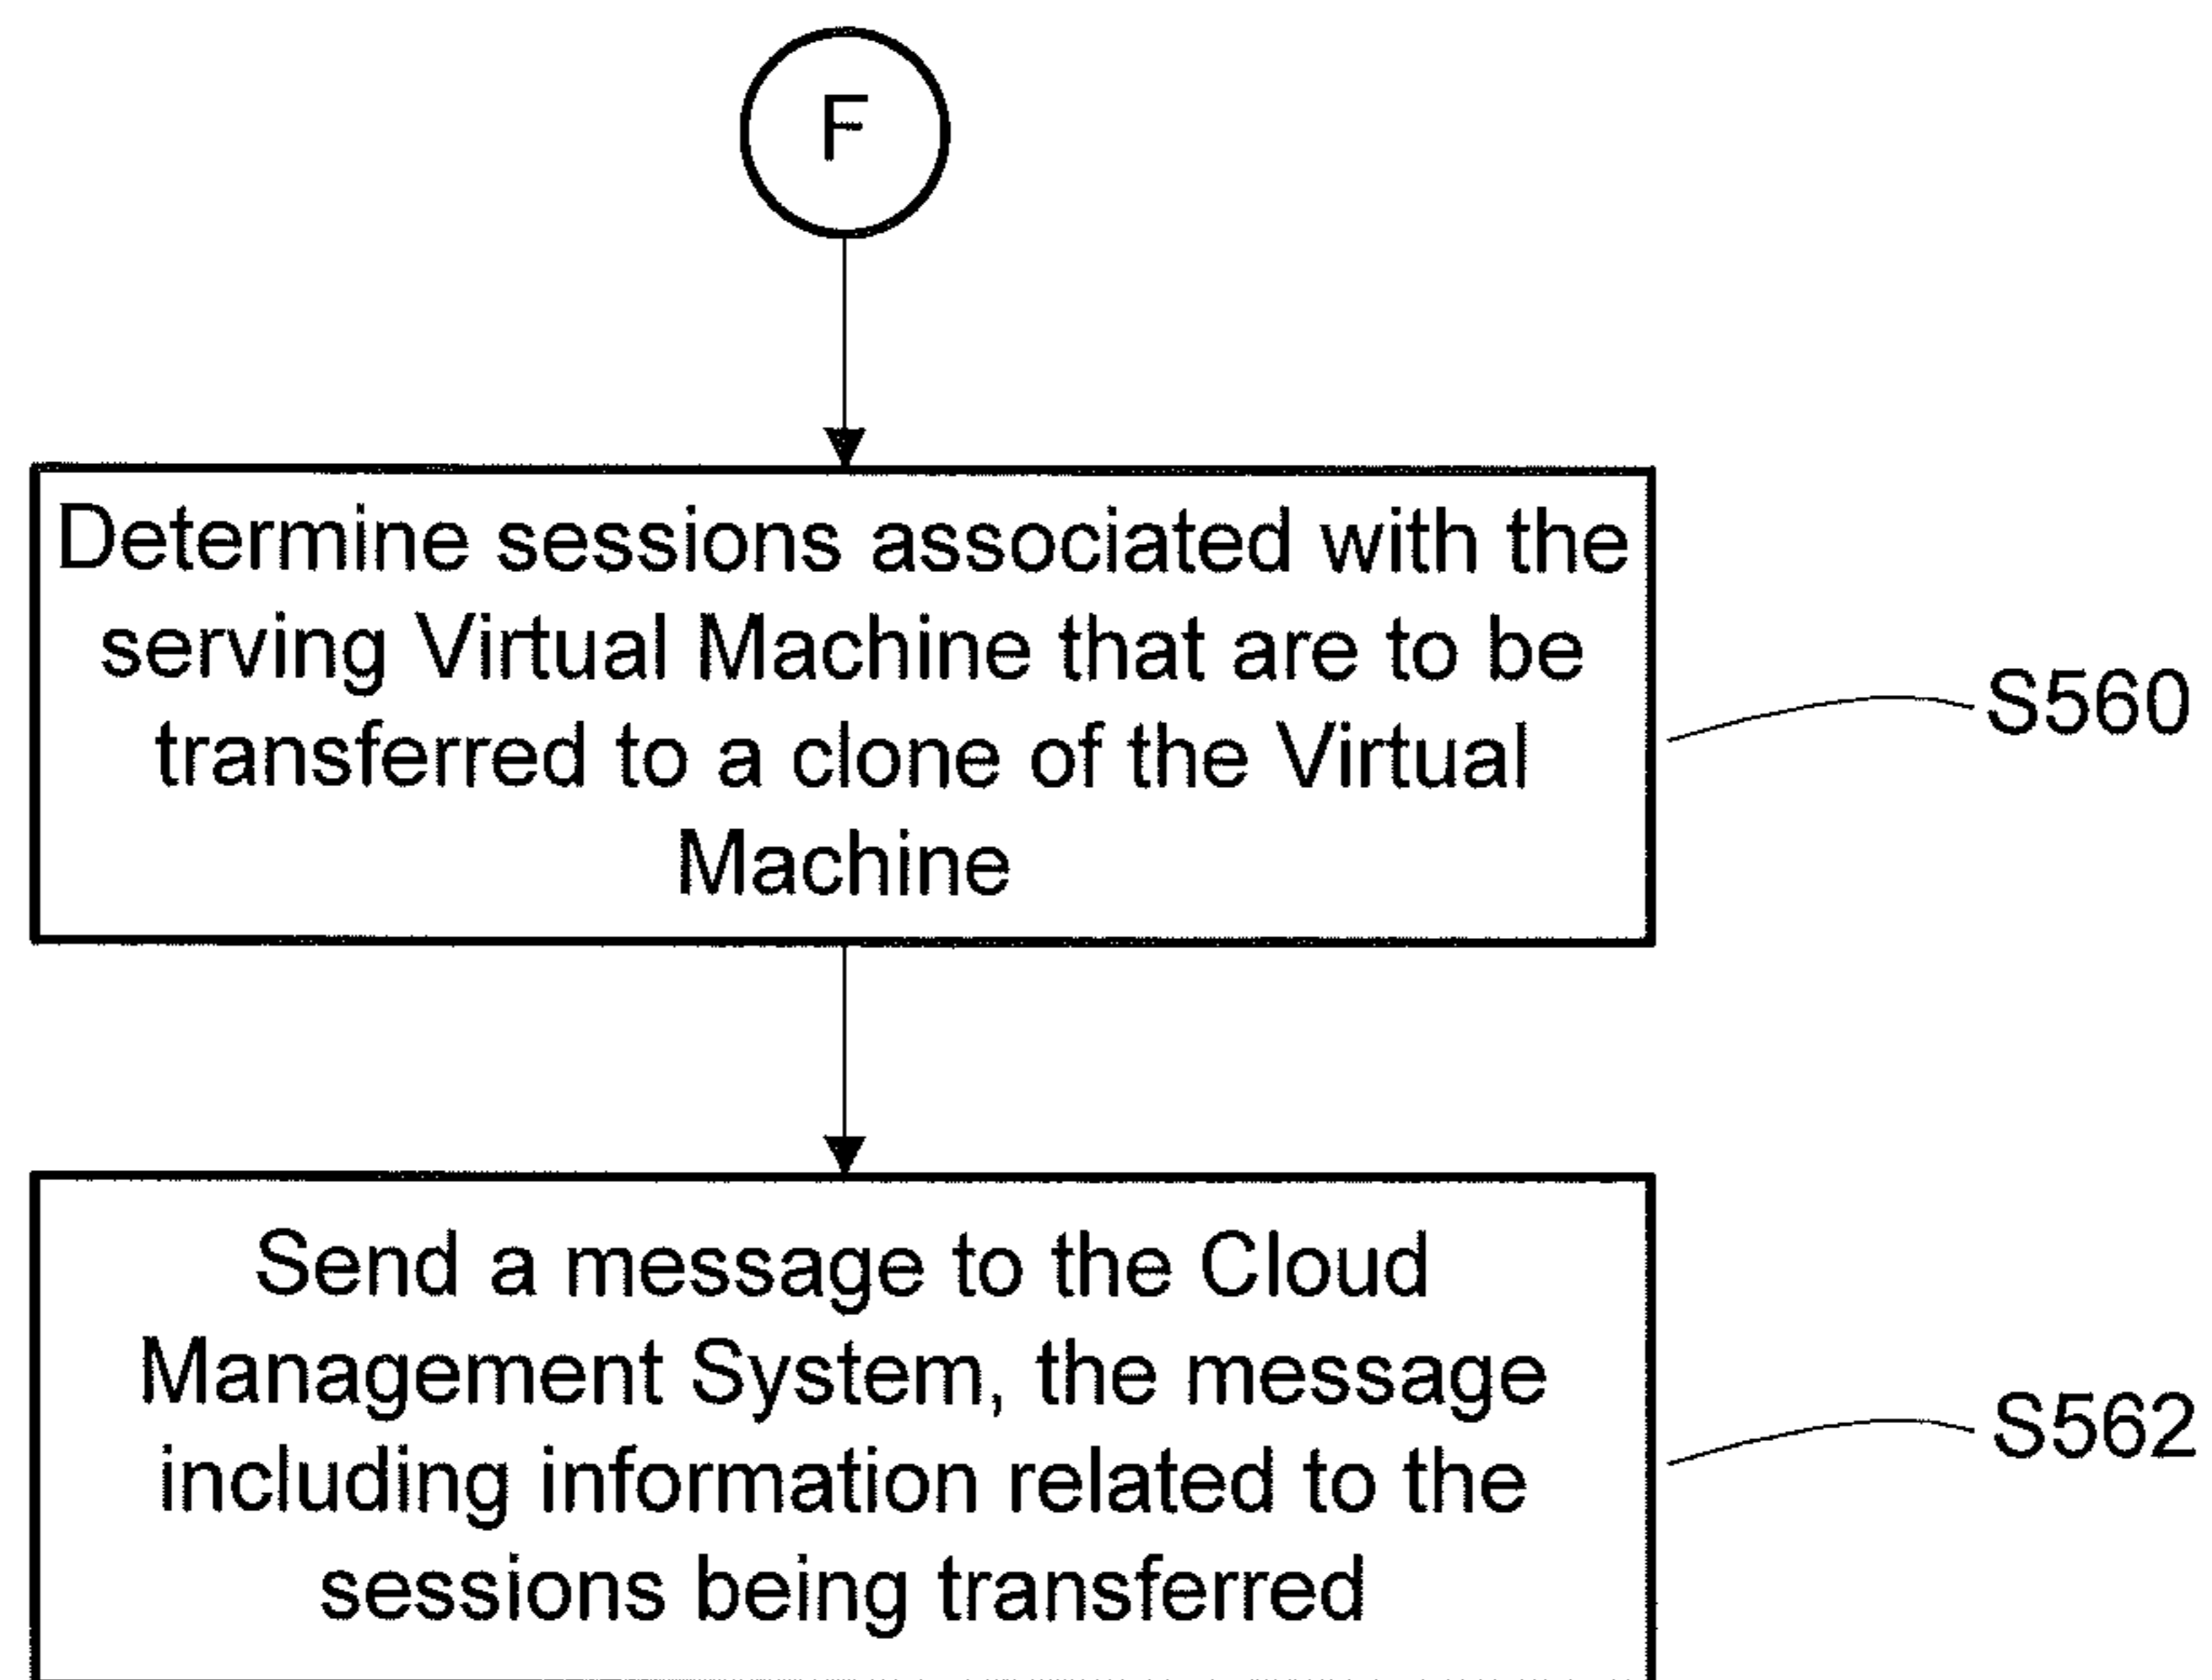 F
Determine sessions associated with the
serving Virtual Machine that are to be
transferred to a clone of the Virtual
Machine
S560
Send a message to the Cloud
Management System, the message
including information related to the
sessions being transferred
S562